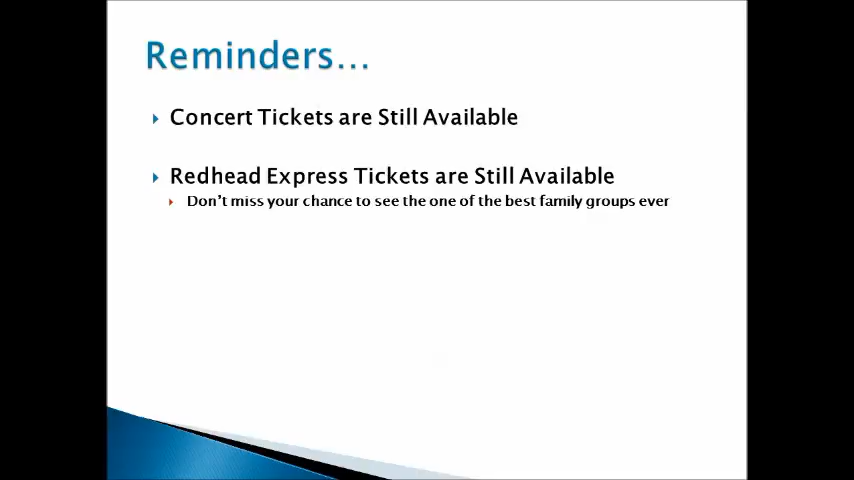 Reminders…
Concert Tickets are Still Available
Redhead Express Tickets are Still Available
Don't miss your chance to see the one of the best family groups ever